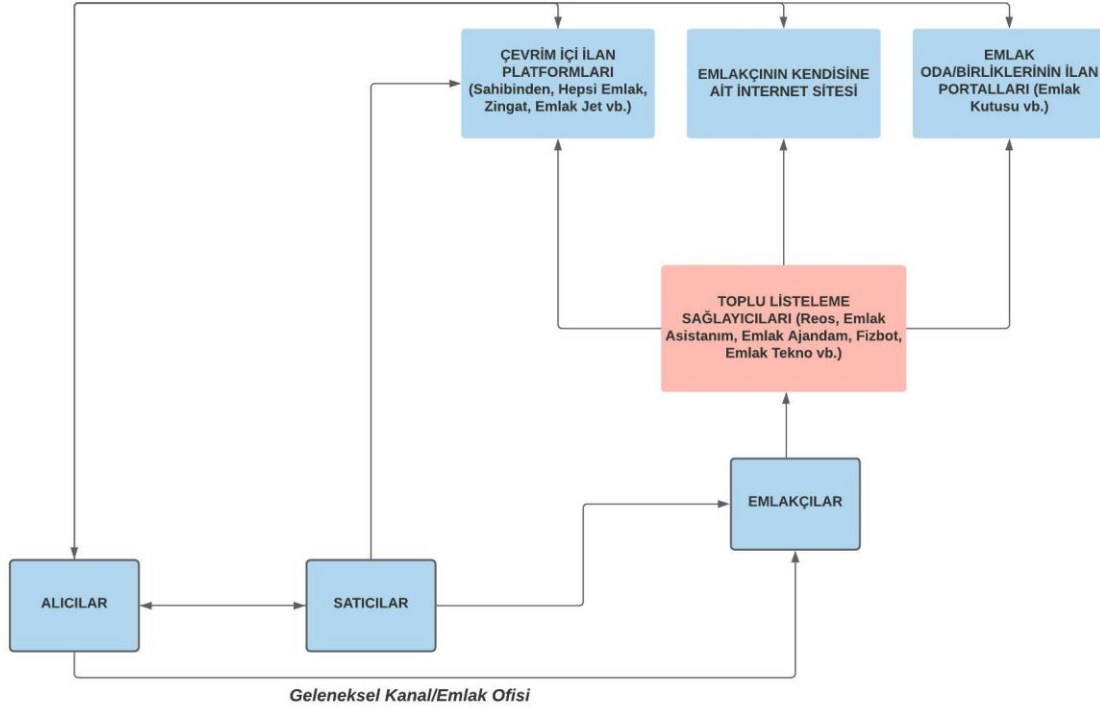 ÇEVRİM İÇİ İLAN
PLATFORMLARI
(Sahibinden, Hepsi Emlak,
Zingat, Emlak Jet vb.)
EMLAKÇININ KENDİSİNE
AİT İNTERNET SİTESİ
EMLAK
ODA/BİRLİKLERİNİN İLAN
PORTALLARI (Emlak
Kutusu vb.)
TOPLU LİSTELEME
SAĞLAYICILARI (Reos, Emlak
Asistanım, Emlak Ajandam, Fizbot,
Emlak Tekno vb.)
EMLAKÇILAR
ALICILAR
SATICILAR
Geleneksel Kanal/Emlak Ofisi